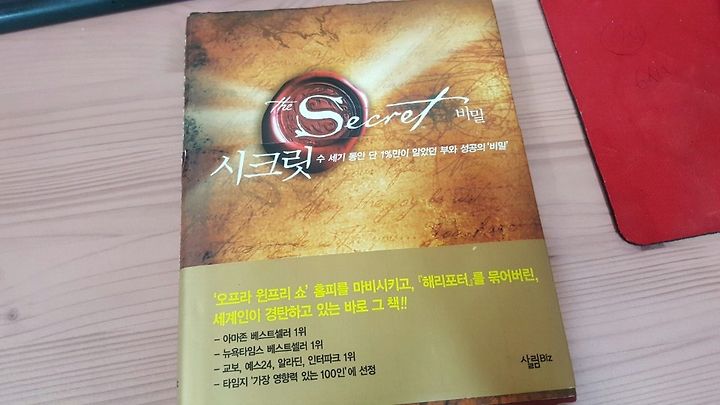 the Secret 비밀
시크릿 수 세기 동안 단 1%만이 알았던 부와 성공의 '비밀'
'오프라 윈프리 쇼' 홈피를 마비시키고, 『해리포터』를 묶어버린,
세계인이 경탄하고 있는 바로 그 책!!
- 아마존 베스트셀러 1위
- 뉴욕타임스 베스트셀러 1위
- 교보, 예스24, 알라딘, 인터파크 1위
- 타임지 '가장 영향력 있는 100인'에 선정
살림Biz